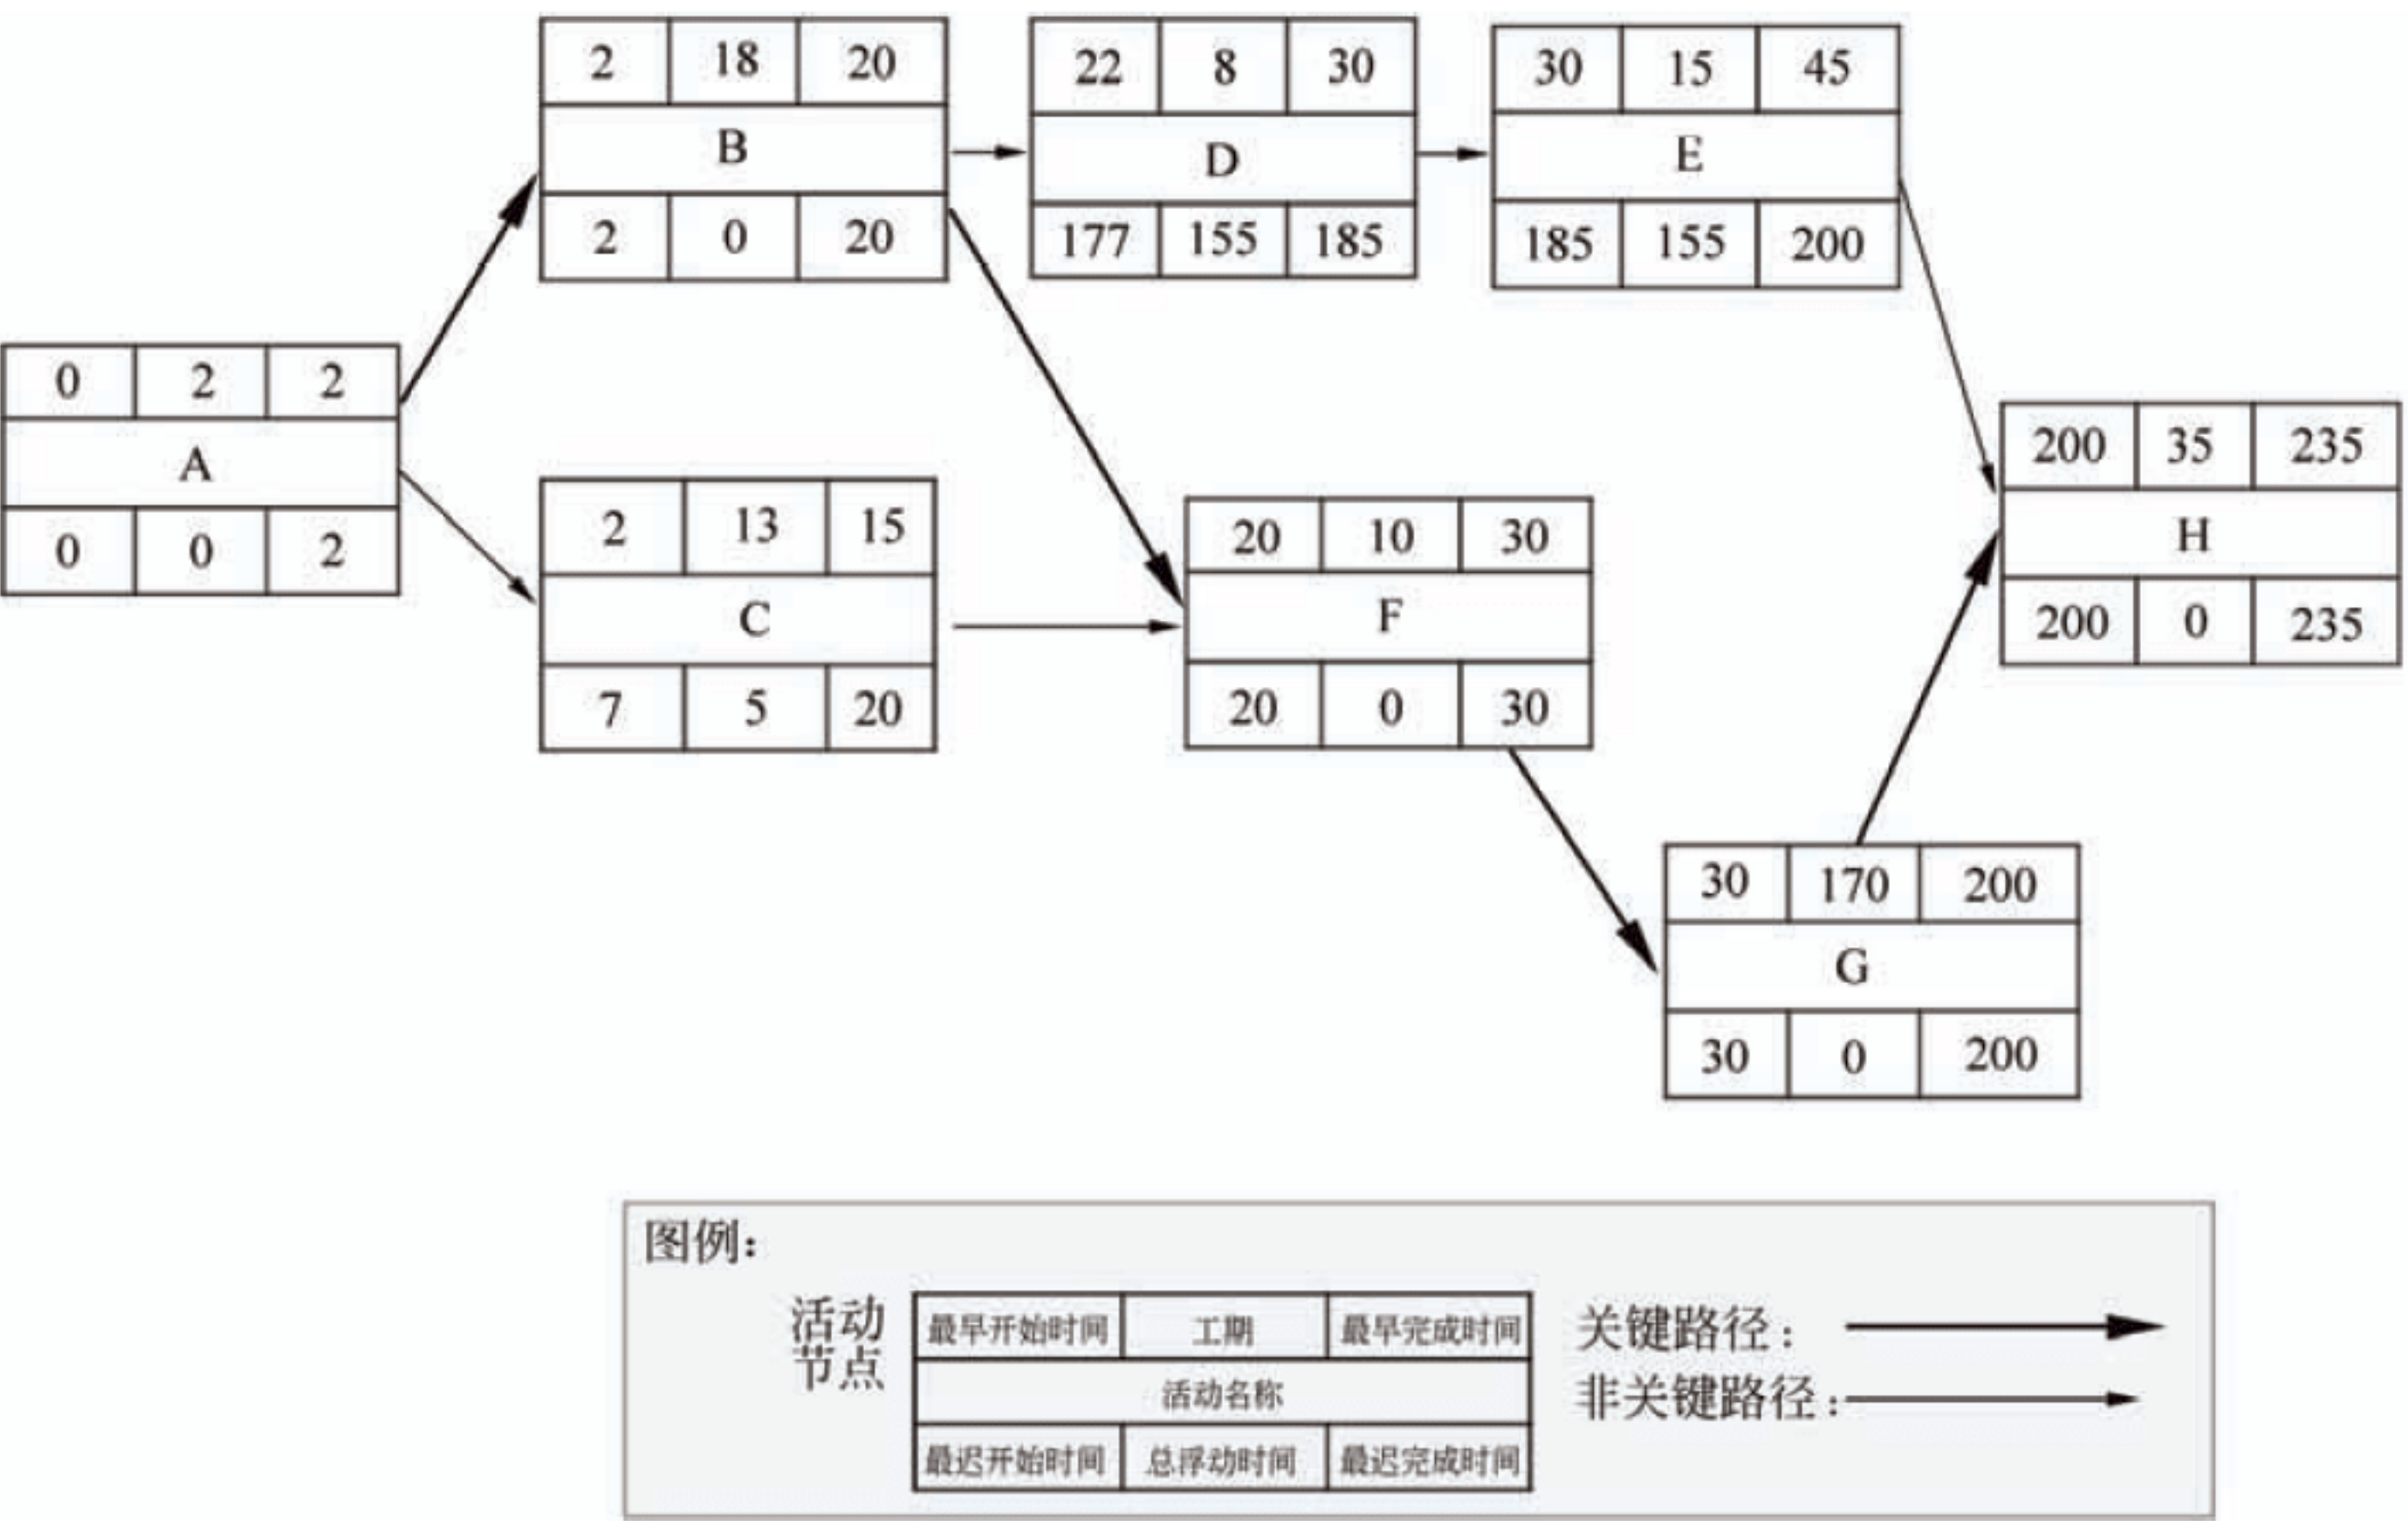 2 18 20
B
2 0 20
22 8 30
D
177 155 185
30 15 45
E
185 155 200
0 2 2
A
0 0 2
2 13 15
C
7 5 20
20 10 30
F
20 0 30
200 35 235
H
200 0 235
30 170 200
G
30 0 200
图例：
活动
节点
最早开始时间 工期 最早完成时间
活动名称
最迟开始时间 总浮动时间 最迟完成时间
关键路径：
非关键路径：